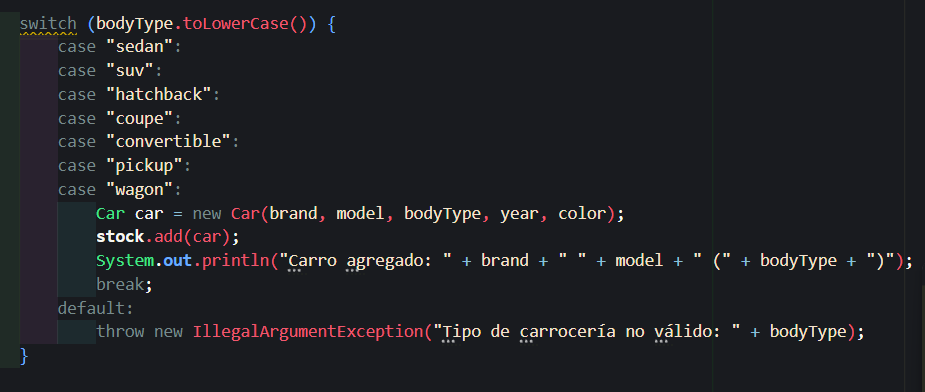 switch (bodyType.toLowerCase()) {
case "sedan":
case "suv":
case "hatchback":
case "coupe":
case "convertible":
case "pickup":
case "wagon":
Car car = new Car(brand, model, bodyType, year, color);
stock.add(car);
System.out.println("Carro agregado: " + brand + " " + model + " (" + bodyType + ")");
break;
default:
throw new IllegalArgumentException("Tipo de carrocería no válido: " + bodyType);
}